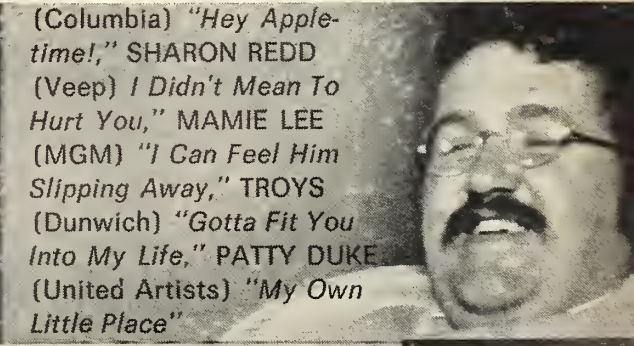 (Columbia) "Hey Apple-
time!," SHARON REDD
(Veep) I Didn't Mean To
Hurt You," MAMIE LEE
(MGM) "I Can Feel Him
Slipping Away," TROYS
(Dunwich) "Gotta Fit You
Into My Life," PATTY DUKE
(United Artists) "My Own
Little Place"